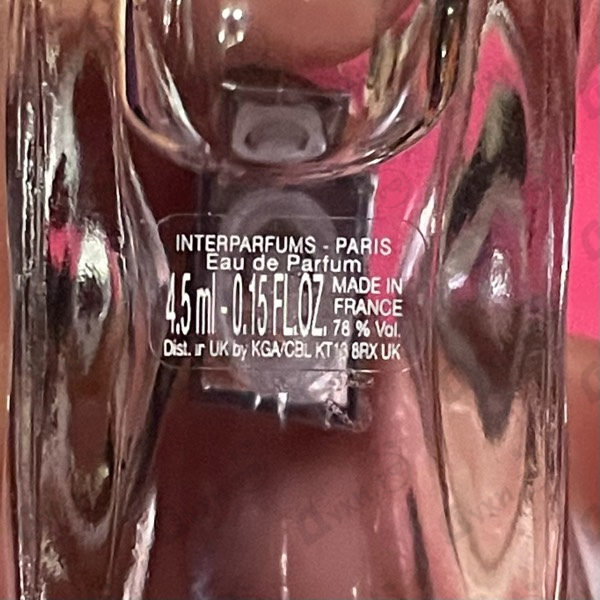 INTERPARFUMS - PARIS
Eau de Parfum
4.5 ml - 0.15 FL.OZ.
MADE IN
FRANCE
78 % Vol.
Dist. in UK by KGA/CBL KT13 8RX UK